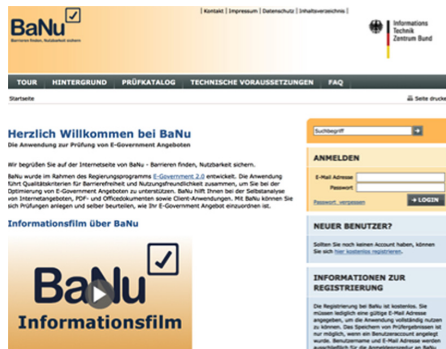 | Kontakt | Impressum | Datenschutz | Inhaltsverzeichnis |
BaNu
Barrieren finden, Nutzbarkeit sichern
Informations
Technik
Zentrum Bund
TOUR HINTERGRUND PRÜFKATALOG TECHNISCHE VORAUSSETZUNGEN FAQ
Startseite
Seite drucke
Herzlich Willkommen bei BaNu
Die Anwendung zur Prüfung von E-Government Angeboten
Wir begrüßen Sie auf der Internetseite von BaNu - Barrieren finden, Nutzbarkeit sichern.
BaNu wurde im Rahmen des Regierungsprogramms E-Government 2.0 entwickelt. Die Anwendung
führt Qualitätskriterien für Barrierefreiheit und Nutzungsfreundlichkeit zusammen, um Sie bei der
Optimierung von E-Government Angeboten zu unterstützen. BaNu hilft Ihnen bei der Selbstanalyse
von Internetangeboten, PDF- und Officedokumenten sowie Client-Anwendungen. Mit BaNu können Sie
sich Prüfungen anlegen und selber beurteilen, wie Ihr E-Government Angebot einzuordnen ist.
Informationsfilm über BaNu
BaNu
Informationsfilm
Suchbegriff
ANMELDEN
E-Mail Adresse
Passwort
Passwort vergessen
LOGIN
NEUER BENUTZER?
Sollten Sie noch keinen Account haben, können
Sie sich hier kostenlos registrieren.
INFORMATIONEN ZUR
REGISTRIERUNG
Die Registrierung bei BaNu ist kostenlos. Sie
müssen lediglich eine gültige E-Mail Adresse
angegeben, um die Anwendung vollständig nutzen
zu können. Das Speichern von Prüfergebnissen ist
nur möglich, wenn ein Benutzeraccount angelegt
wurde. Benutzername und E-Mail Adresse werden
ausschließlich für die Anmeldeprozedur an BaNu